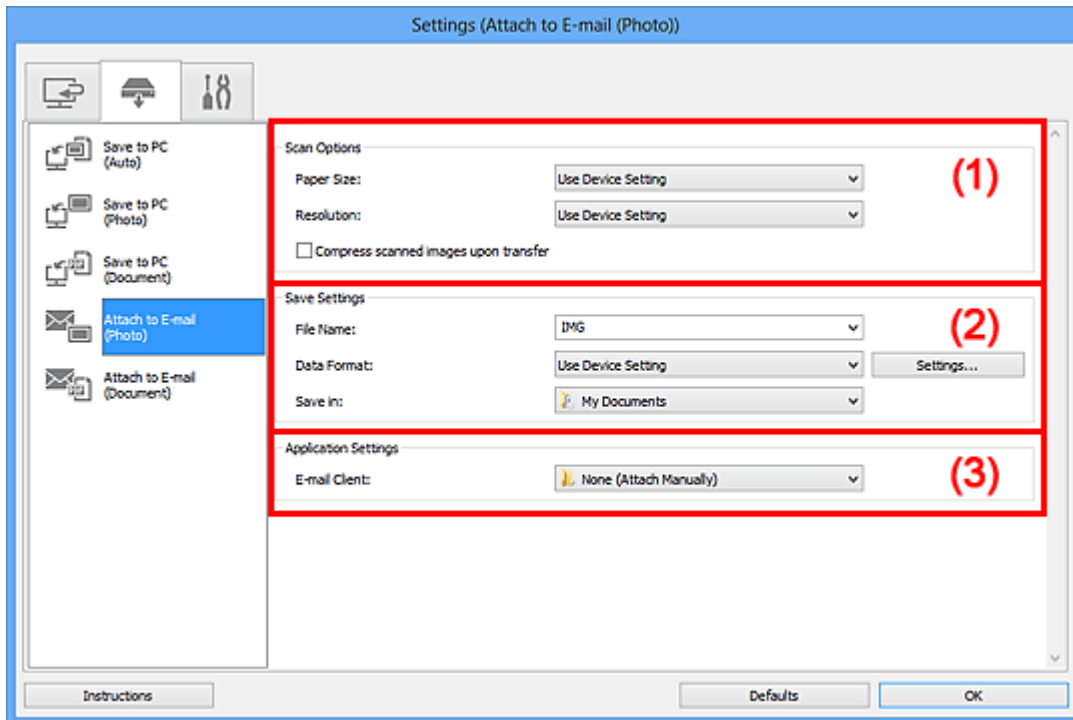 Settings (Attach to E-mail (Photo))
Save to PC
(Auto)
Save to PC
(Photo)
Save to PC
(Document)
Attach to E-mail
(Photo)
Attach to E-mail
(Document)
Scan Options
(1)
Paper Size: Use Device Setting
Resolution: Use Device Setting
Compress scanned images upon transfer
Save Settings
(2)
File Name: IMG
Data Format: Use Device Setting Settings...
Save in: My Documents
Application Settings
(3)
E-mail Client: None (Attach Manually)
Instructions Defaults OK